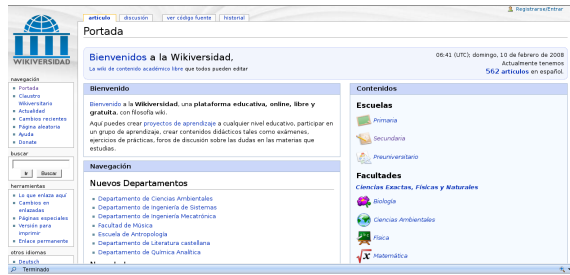 Registrarse/Entrar
artículo discusión ver código fuente historial
Portada
WIKIVERSIDAD
navegación
Portada
Claustro
Wikiversitario
Actualidad
Cambios recientes
Página aleatoria
Ayuda
Donate
buscar
Ir Buscar
herramientas
Lo que enlaza aquí
Cambios en
enlazadas
Páginas especiales
Versión para
imprimir
Enlace permanente
otros idiomas
Deutsch
Bienvenidos a la Wikiversidad,
La wiki de contenido académico libre que todos pueden editar
06:41 (UTC); domingo, 10 de febrero de 2008
Actualmente tenemos
562 artículos en español.
Bienvenido
Bienvenido a la Wikiversidad, una plataforma educativa, online, libre y
gratuita, con filosofía wiki.
Aquí puedes crear proyectos de aprendizaje a cualquier nivel educativo, participar en
un grupo de aprendizaje, crear contenidos didácticos tales como exámenes,
ejercicios de prácticas, foros de discusión sobre las dudas en las materias que
estudias.
Navegación
Nuevos Departamentos
Departamento de Ciencias Ambientales
Departamento de Ingeniería de Sistemas
Departamento de Ingeniería Mecatrónica
Facultad de Música
Escuela de Antropología
Departamento de Literatura castellana
Departamento de Química Analítica
Contenidos
Escuelas
Primaria
Secundaria
Preuniversitario
Facultades
Ciencias Exactas, Físicas y Naturales
Biología
Ciencias Ambientales
Física
Matemática
Terminado